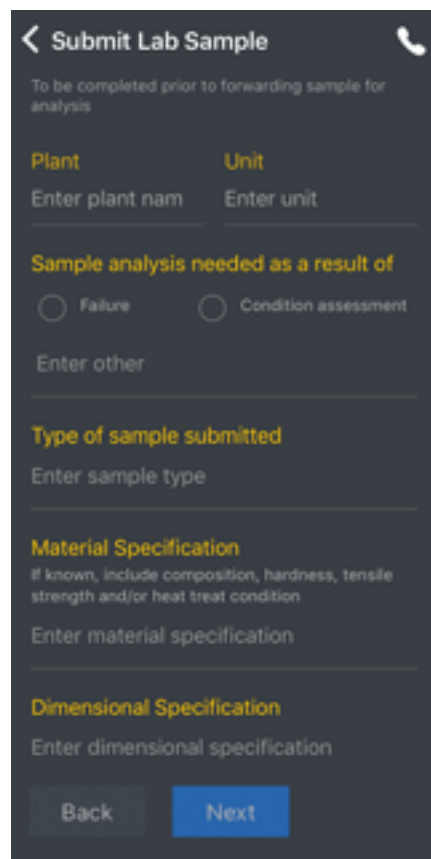 Submit Lab Sample
To be completed prior to forwarding sample for
analysis
Plant Unit
Enter plant nam Enter unit
Sample analysis needed as a result of
Failure Condition assessment
Enter other
Type of sample submitted
Enter sample type
Material Specification
If known, include composition, hardness, tensile
strength and/or heat treat condition
Enter material specification
Dimensional Specification
Enter dimensional specification
Back Next